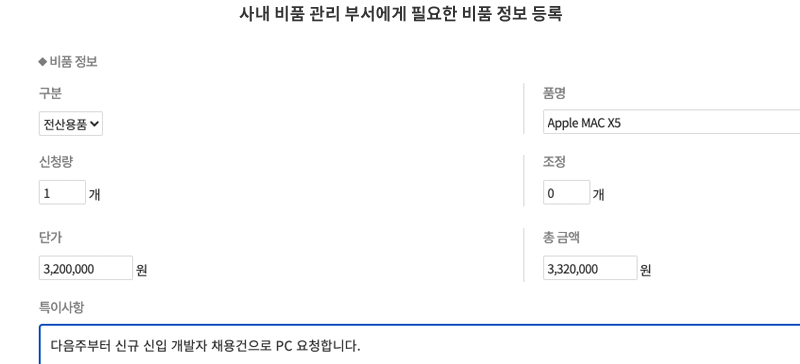 사내 비품 관리 부서에게 필요한 비품 정보 등록
◆ 비품 정보
구분
품명
전산용품
Apple MAC X5
신청량
조정
1 개
0 개
단가
총 금액
3,200,000 원
3,320,000 원
특이사항
다음주부터 신규 신입 개발자 채용건으로 PC 요청합니다.